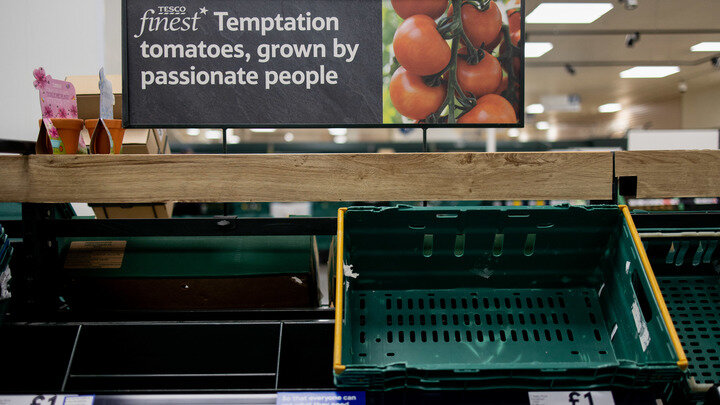 TESCO
finest Temptation
tomatoes, grown by
passionate people
£1
So that everyone can
£1